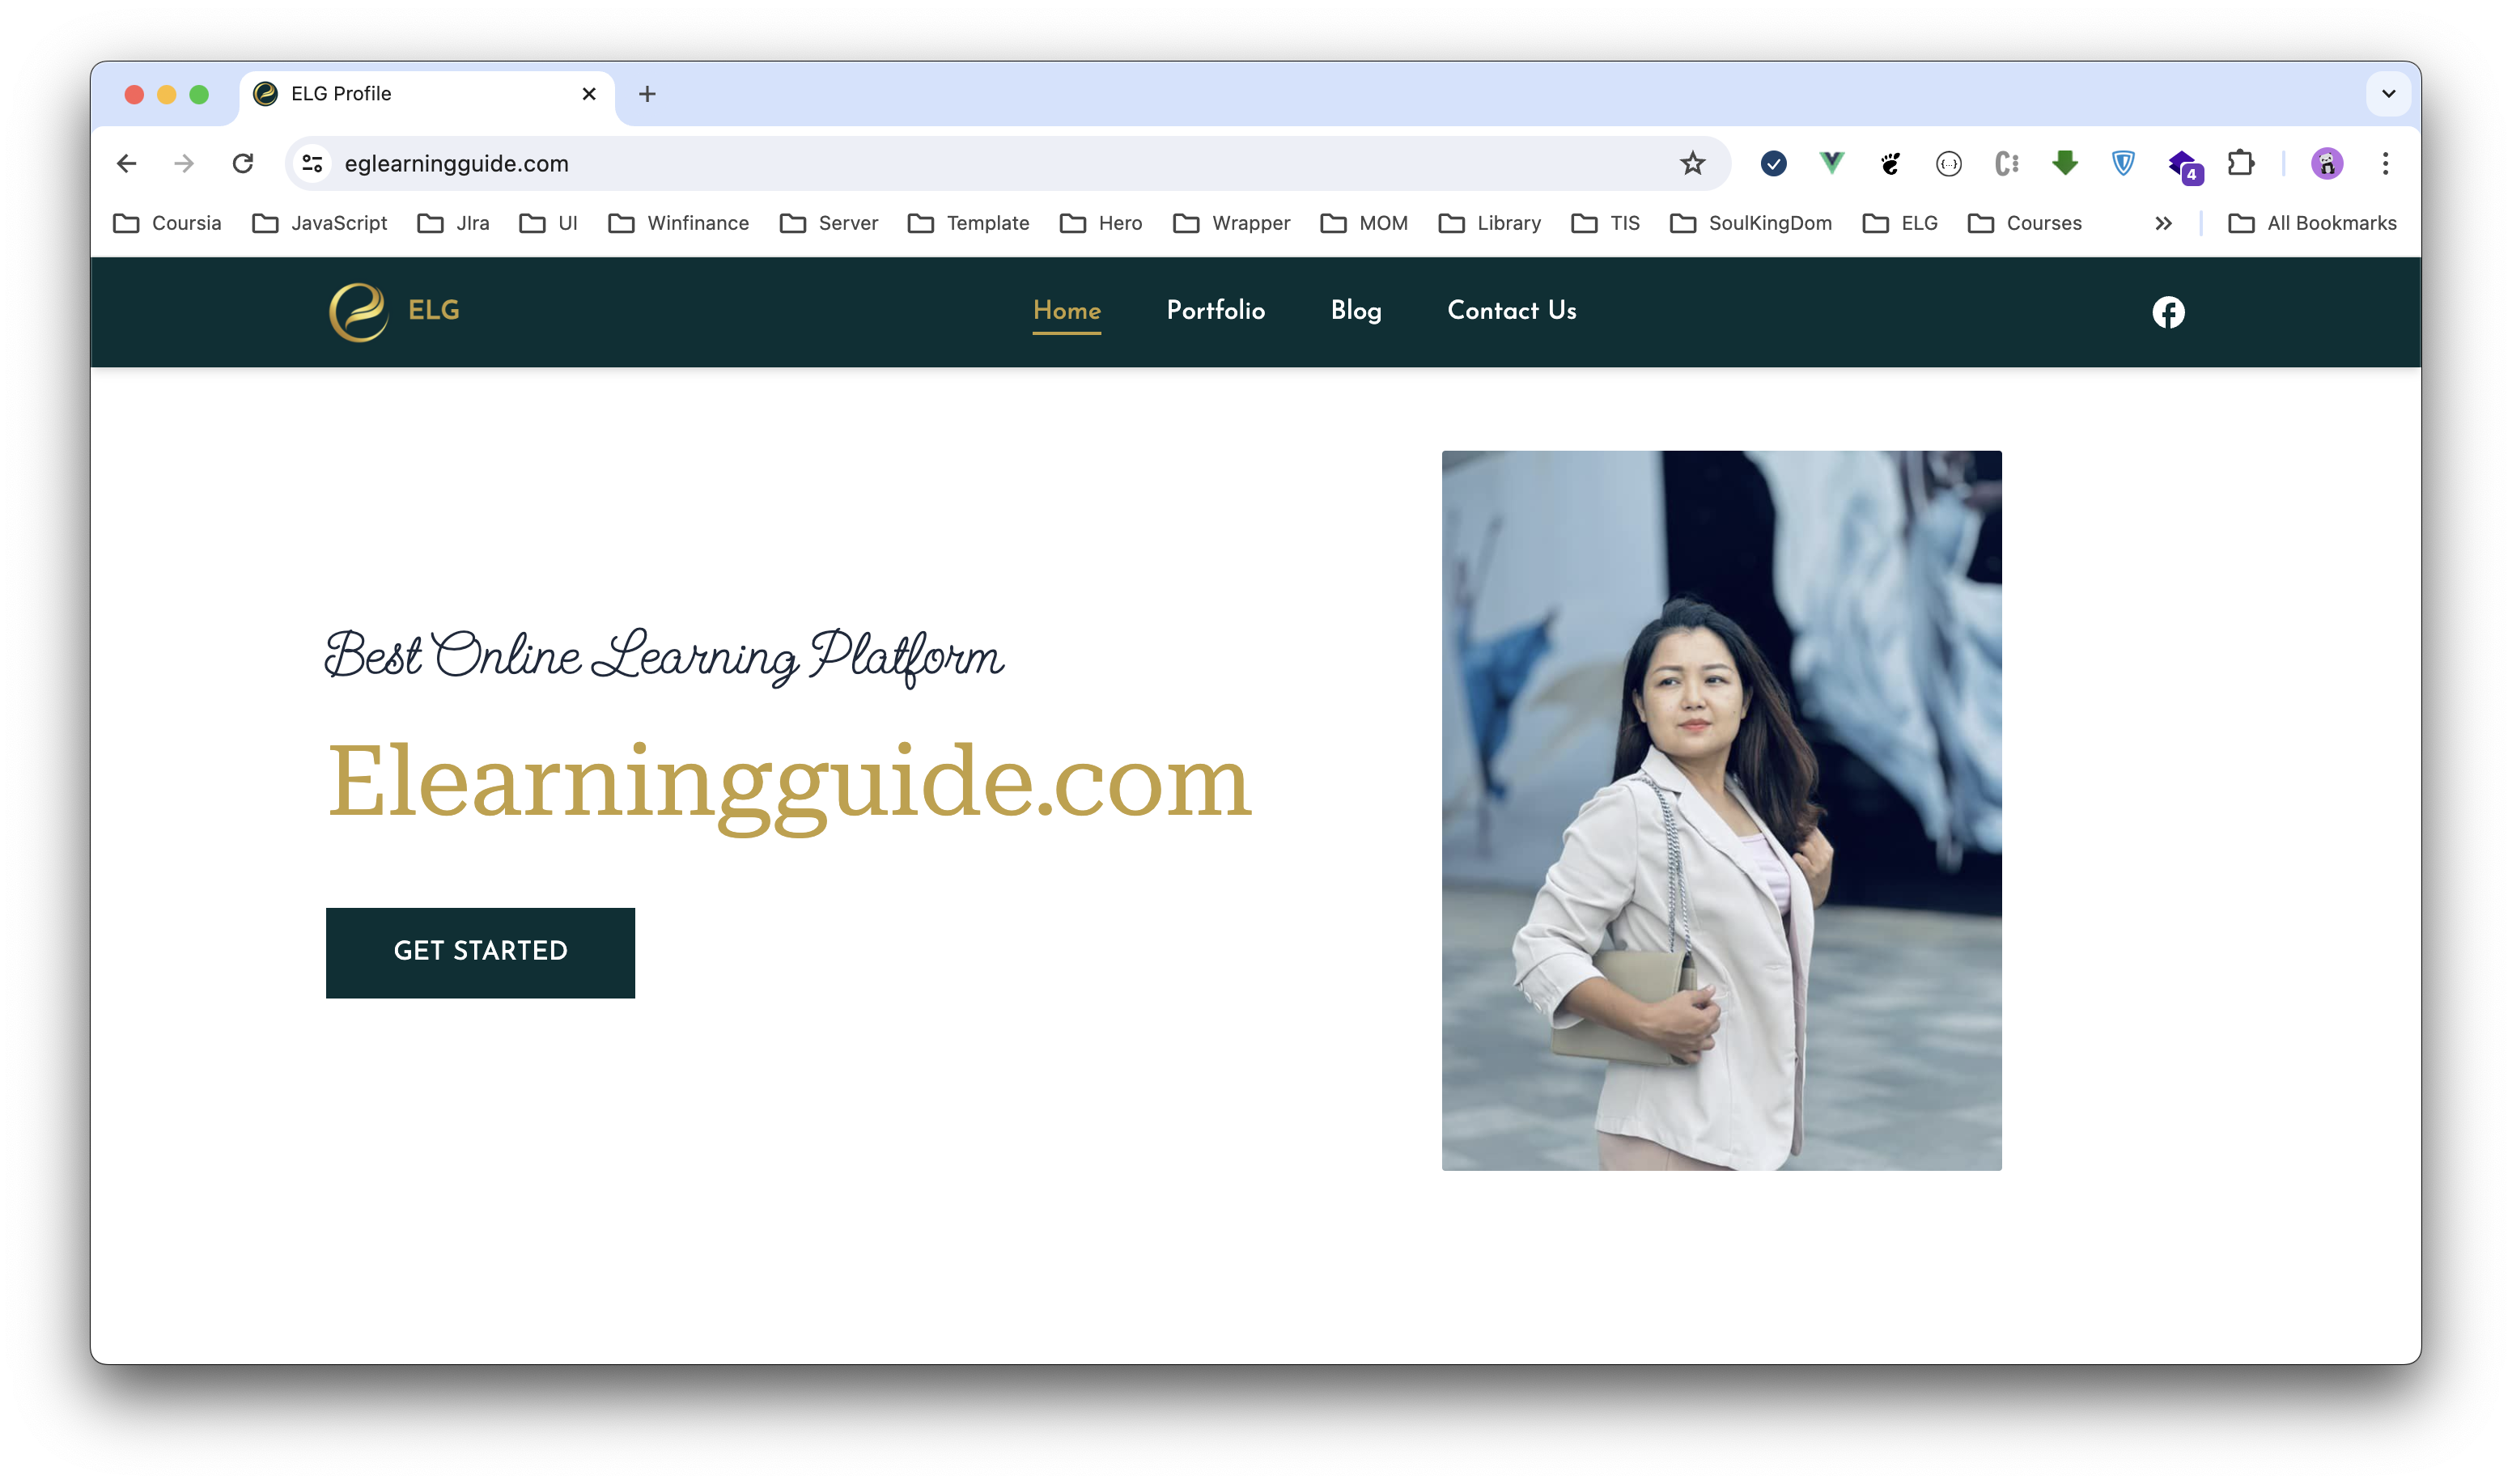 ELG Profile
eglearningguide.com
4
Coursia JavaScript JIra UI Winfinance Server Template Hero Wrapper MOM Library TIS SoulKingDom ELG Courses All Bookmarks
ELG Home Portfolio Blog Contact Us
Best Online Learning Platform
Elearningguide.com
GET STARTED